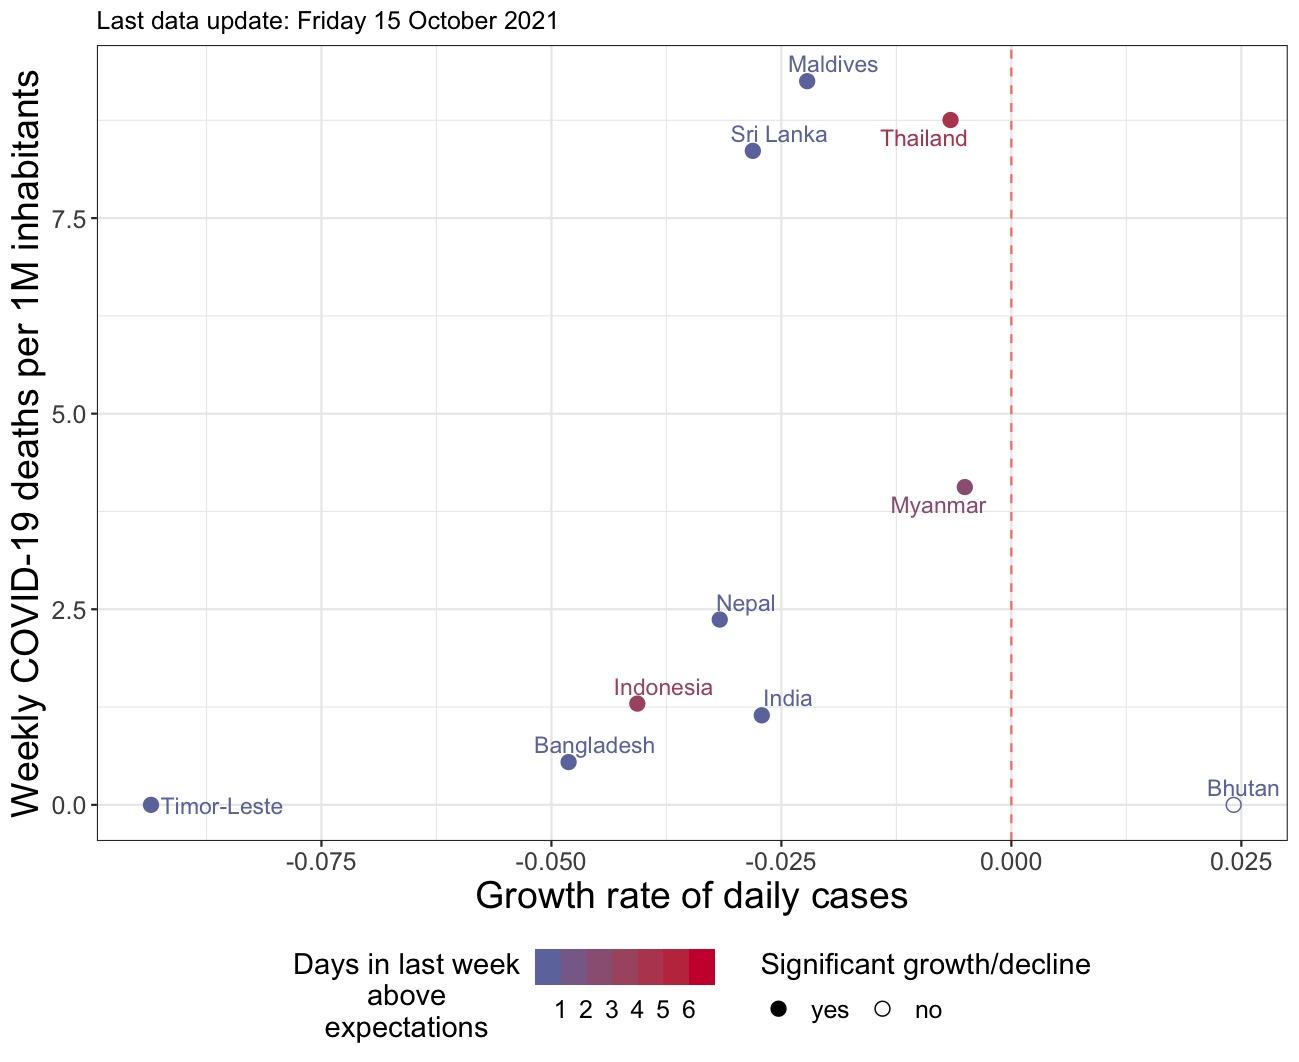 Last data update: Friday 15 October 2021
Weekly COVID-19 deaths per 1M inhabitants
Maldives
Thailand
Sri Lanka
7.5
5.0
Myanmar
2.5
Nepal
Indonesia
India
Bangladesh
Bhutan
0.0
Timor-Leste
-0.075 -0.050 -0.025 0.000 0.025
Growth rate of daily cases
Days in last week
above
expectations
1 2 3 4 5 6
Significant growth/decline
yes no